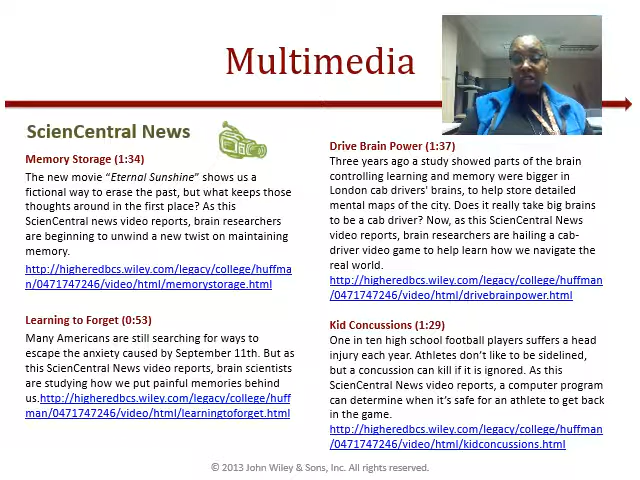 Multimedia
ScienCentral News
Memory Storage (1:34)
The new movie “Eternal Sunshine” shows us a
fictional way to erase the past, but what keeps those
thoughts around in the first place? As this
ScienCentral news video reports, brain researchers
are beginning to unwind a new twist on maintaining
memory.
http://higheredbcs.wiley.com/legacy/college/huffma
n/0471747246/video/html/memorystorage.html
Learning to Forget (0:53)
Many Americans are still searching for ways to
escape the anxiety caused by September 11th. But as
this ScienCentral News video reports, brain scientists
are studying how we put painful memories behind
us.http://higheredbcs.wiley.com/legacy/college/huff
man/0471747246/video/html/learningtoforget.html
Drive Brain Power (1:37)
Three years ago a study showed parts of the brain
controlling learning and memory were bigger in
London cab drivers' brains, to help store detailed
mental maps of the city. Does it really take big brains
to be a cab driver? Now, as this ScienCentral News
video reports, brain researchers are hailing a cab-
driver video game to help learn how we navigate the
real world.
http://higheredbcs.wiley.com/legacy/college/huffman
/0471747246/video/html/drivebrainpower.html
Kid Concussions (1:29)
One in ten high school football players suffers a head
injury each year. Athletes don’t like to be sidelined,
but a concussion can kill if it is ignored. As this
ScienCentral News video reports, a computer program
can determine when it’s safe for an athlete to get back
in the game.
http://higheredbcs.wiley.com/legacy/college/huffman
/0471747246/video/html/kidconcussions.html
© 2013 John Wiley & Sons, Inc. All rights reserved.